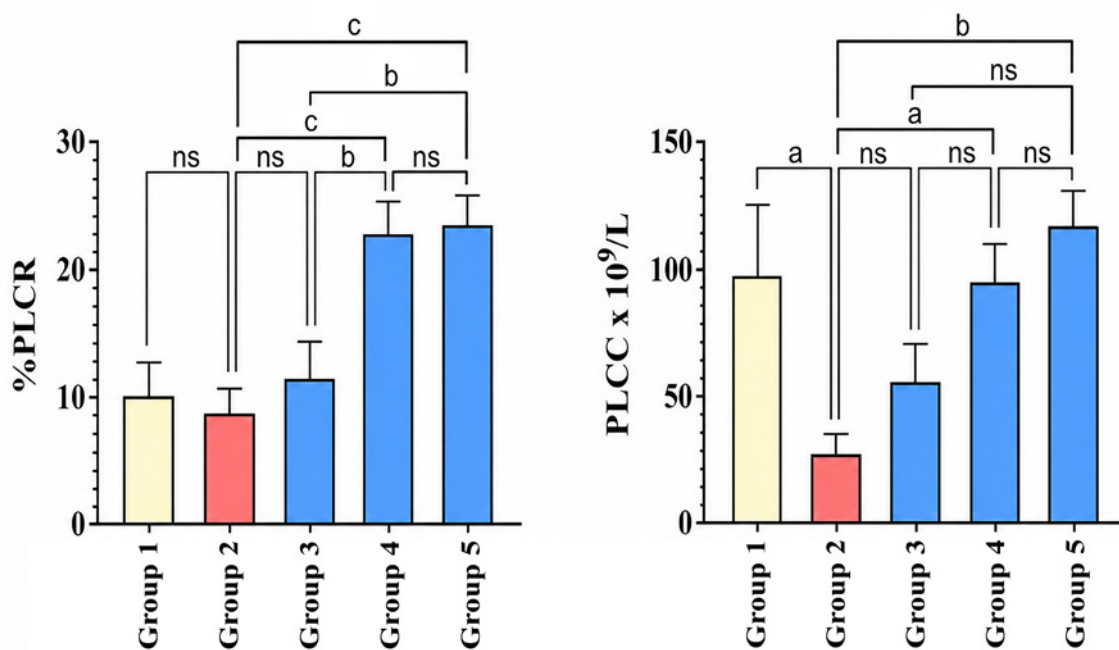 c
b
c
ns ns b ns
30
20
10
0
%PLCR
Group 1
Group 2
Group 3
Group 4
Group 5
b
ns
a
a ns ns ns
150
100
50
0
PLCC x 10⁹/L
Group 1
Group 2
Group 3
Group 4
Group 5